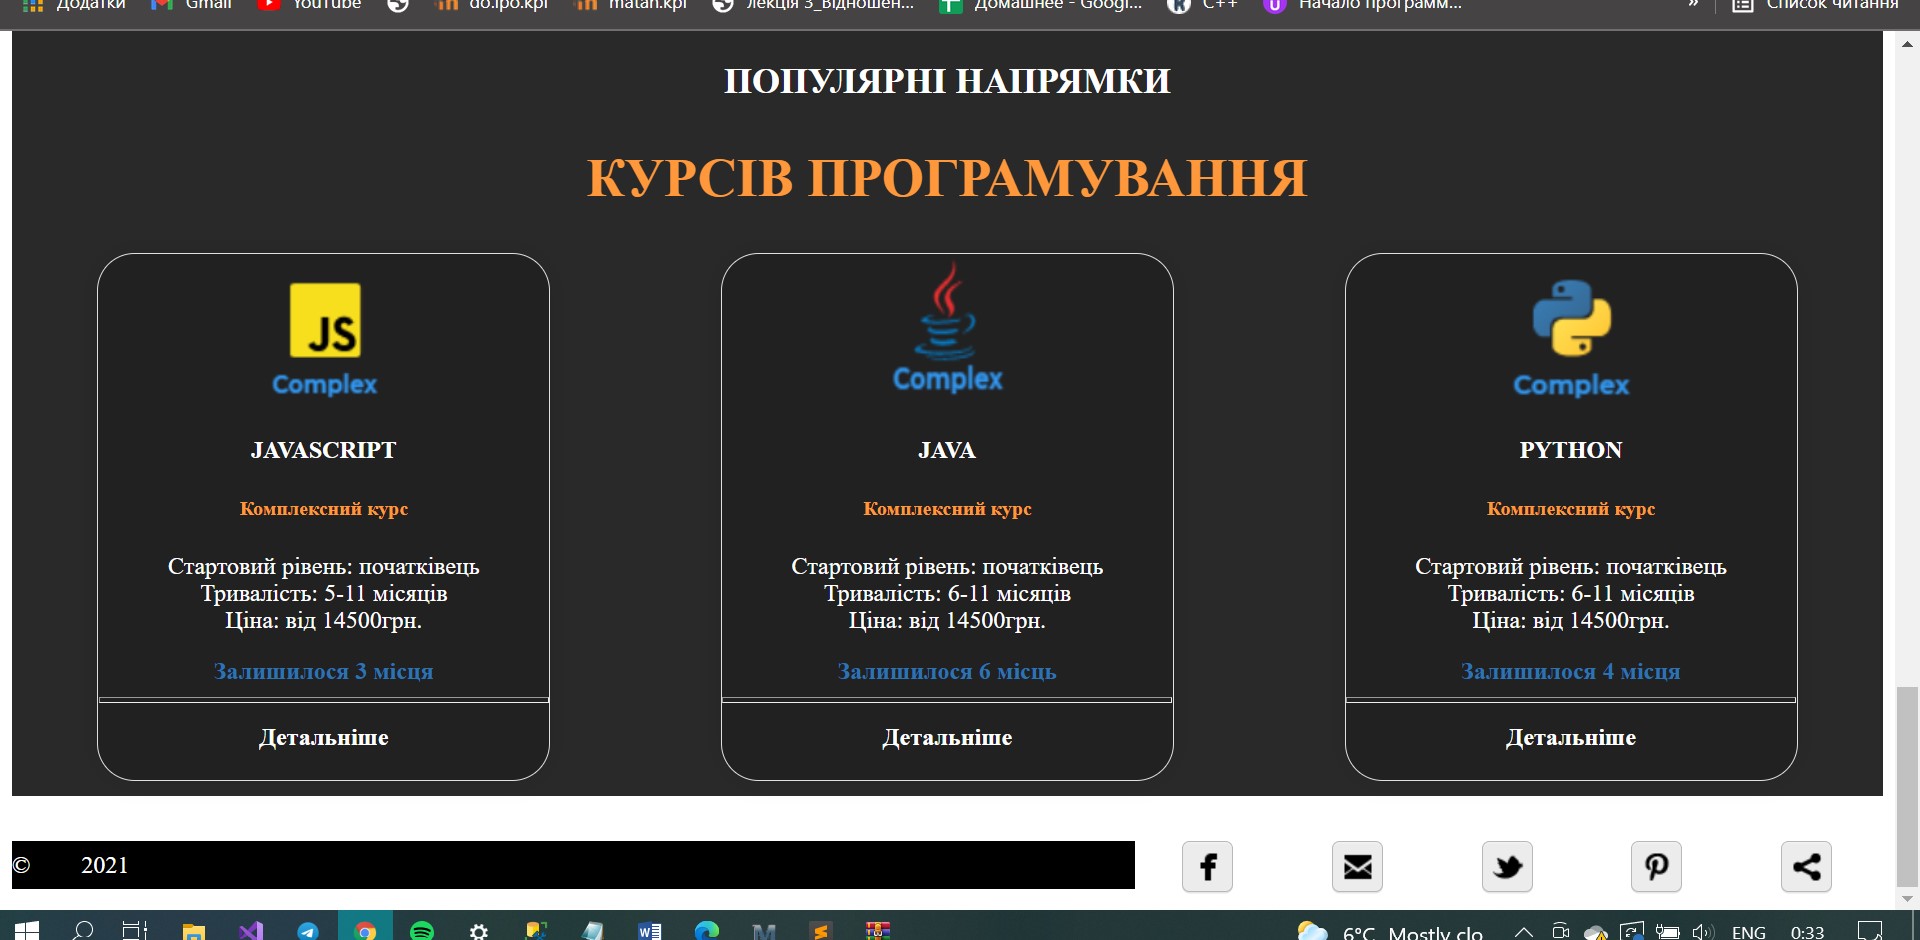 Додатки Gmail YouTube do.ipo.kpi matan.kpi лекція 3_Відношен... Домашнее - Googl... C++ Начало программ... » Список читання
ПОПУЛЯРНІ НАПРЯМКИ
КУРСІВ ПРОГРАМУВАННЯ
JS
Complex
JAVASCRIPT
Комплексний курс
Стартовий рівень: початківець
Тривалість: 5-11 місяців
Ціна: від 14500грн.
Залишилося 3 місця
Детальніше
Complex
JAVA
Комплексний курс
Стартовий рівень: початківець
Тривалість: 6-11 місяців
Ціна: від 14500грн.
Залишилося 6 місць
Детальніше
Complex
PYTHON
Комплексний курс
Стартовий рівень: початківець
Тривалість: 6-11 місяців
Ціна: від 14500грн.
Залишилося 4 місця
Детальніше
© 2021
6°C Mostly clo ENG 0:33